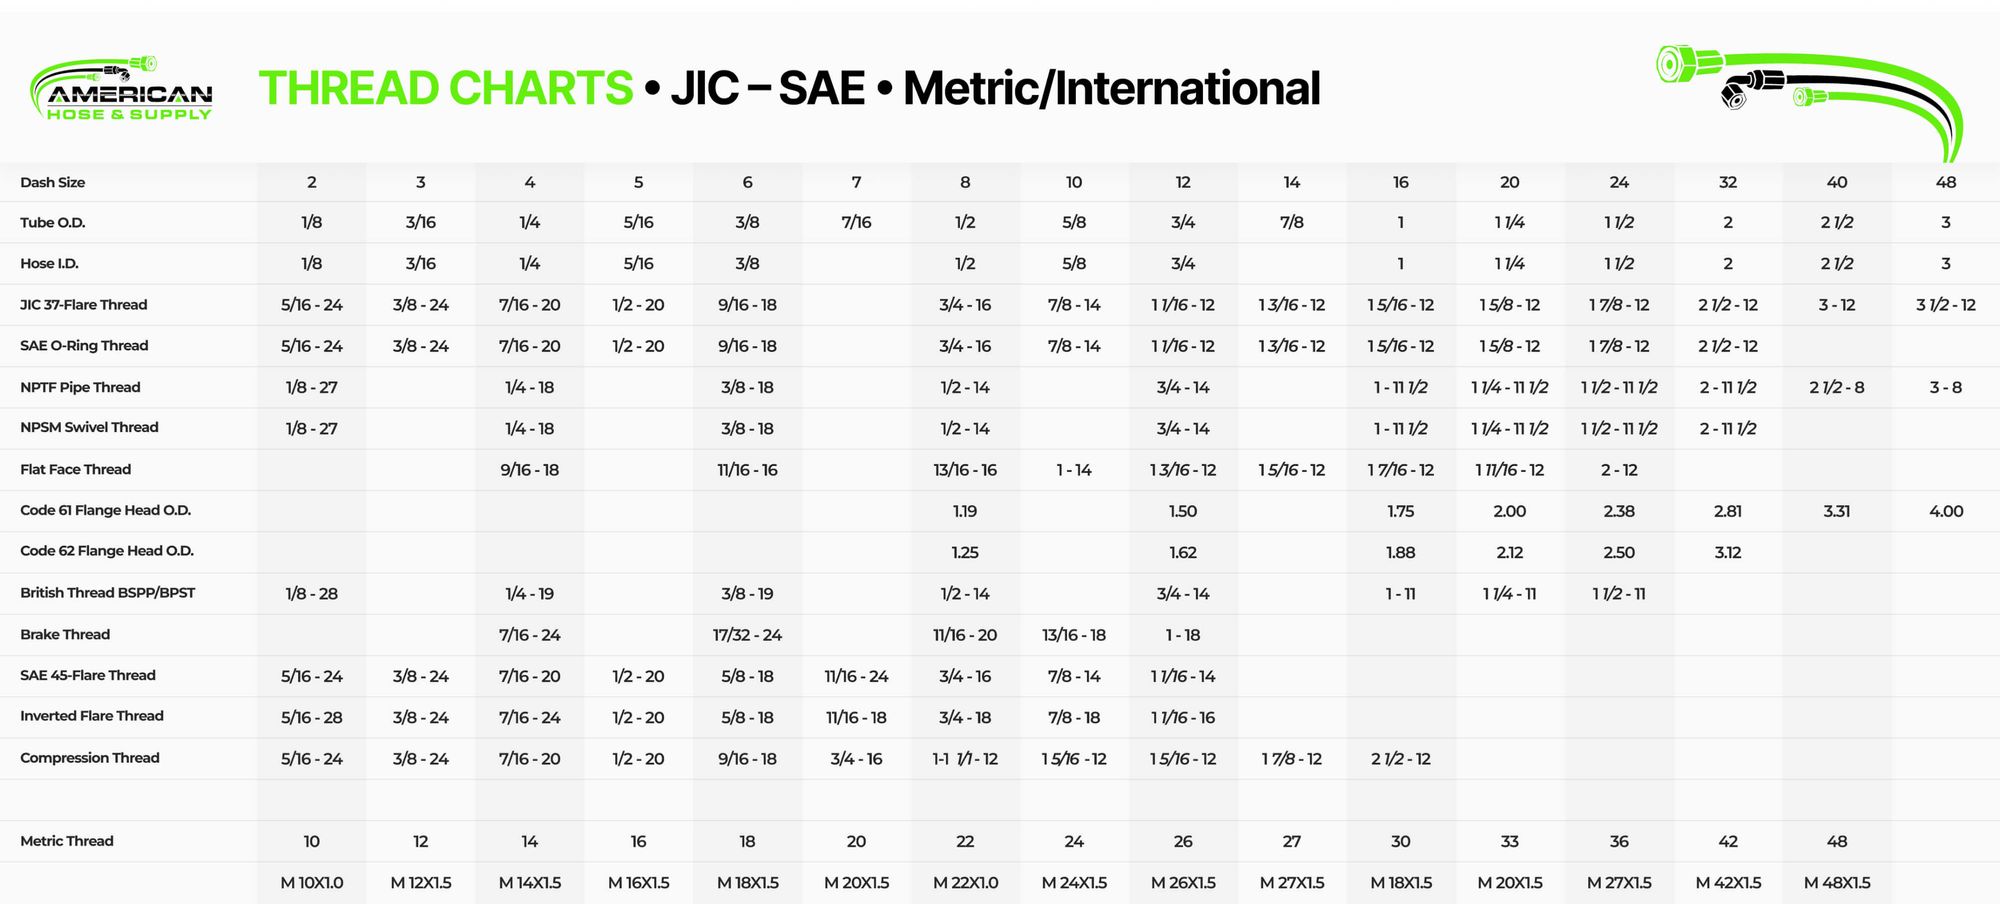 AMERICAN
HOSE & SUPPLY
THREAD CHARTS • JIC – SAE • Metric/International
Dash Size 2 3 4 5 6 7 8 10 12 14 16 20 24 32 40 48
Tube O.D. 1/8 3/16 1/4 5/16 3/8 7/16 1/2 5/8 3/4 7/8 1 1 1/4 1 1/2 2 2 1/2 3
Hose I.D. 1/8 3/16 1/4 5/16 3/8 1/2 5/8 3/4 1 1 1/4 1 1/2 2 2 1/2 3
JIC 37-Flare Thread 5/16 - 24 3/8 - 24 7/16 - 20 1/2 - 20 9/16 - 18 3/4 - 16 7/8 - 14 1 1/16 - 12 1 3/16 - 12 1 5/16 - 12 1 5/8 - 12 1 7/8 - 12 2 1/2 - 12 3 - 12 3 1/2 - 12
SAE O-Ring Thread 5/16 - 24 3/8 - 24 7/16 - 20 1/2 - 20 9/16 - 18 3/4 - 16 7/8 - 14 1 1/16 - 12 1 3/16 - 12 1 5/16 - 12 1 5/8 - 12 1 7/8 - 12 2 1/2 - 12
NPTF Pipe Thread 1/8 - 27 1/4 - 18 3/8 - 18 1/2 - 14 3/4 - 14 1 - 11 1/2 1 1/4 - 11 1/2 1 1/2 - 11 1/2 2 - 11 1/2 2 1/2 - 8 3 - 8
NPSM Swivel Thread 1/8 - 27 1/4 - 18 3/8 - 18 1/2 - 14 3/4 - 14 1 - 11 1/2 1 1/4 - 11 1/2 1 1/2 - 11 1/2 2 - 11 1/2
Flat Face Thread 9/16 - 18 11/16 - 16 13/16 - 16 1 - 14 1 3/16 - 12 1 5/16 - 12 1 7/16 - 12 1 11/16 - 12 2 - 12
Code 61 Flange Head O.D. 1.19 1.50 1.75 2.00 2.38 2.81 3.31 4.00
Code 62 Flange Head O.D. 1.25 1.62 1.88 2.12 2.50 3.12
British Thread BSPP/BPST 1/8 - 28 1/4 - 19 3/8 - 19 1/2 - 14 3/4 - 14 1 - 11 1 1/4 - 11 1 1/2 - 11
Brake Thread 7/16 - 24 17/32 - 24 11/16 - 20 13/16 - 18 1 - 18
SAE 45-Flare Thread 5/16 - 24 3/8 - 24 7/16 - 20 1/2 - 20 5/8 - 18 11/16 - 24 3/4 - 16 7/8 - 14 1 1/16 - 14
Inverted Flare Thread 5/16 - 28 3/8 - 24 7/16 - 24 1/2 - 20 5/8 - 18 11/16 - 18 3/4 - 18 7/8 - 18 1 1/16 - 16
Compression Thread 5/16 - 24 3/8 - 24 7/16 - 20 1/2 - 20 9/16 - 18 3/4 - 16 1-1 1/1 - 12 1 5/16 - 12 1 5/16 - 12 1 7/8 - 12 2 1/2 - 12
Metric Thread 10 12 14 16 18 20 22 24 26 27 30 33 36 42 48
M 10X1.0 M 12X1.5 M 14X1.5 M 16X1.5 M 18X1.5 M 20X1.5 M 22X1.0 M 24X1.5 M 26X1.5 M 27X1.5 M 18X1.5 M 20X1.5 M 27X1.5 M 42X1.5 M 48X1.5